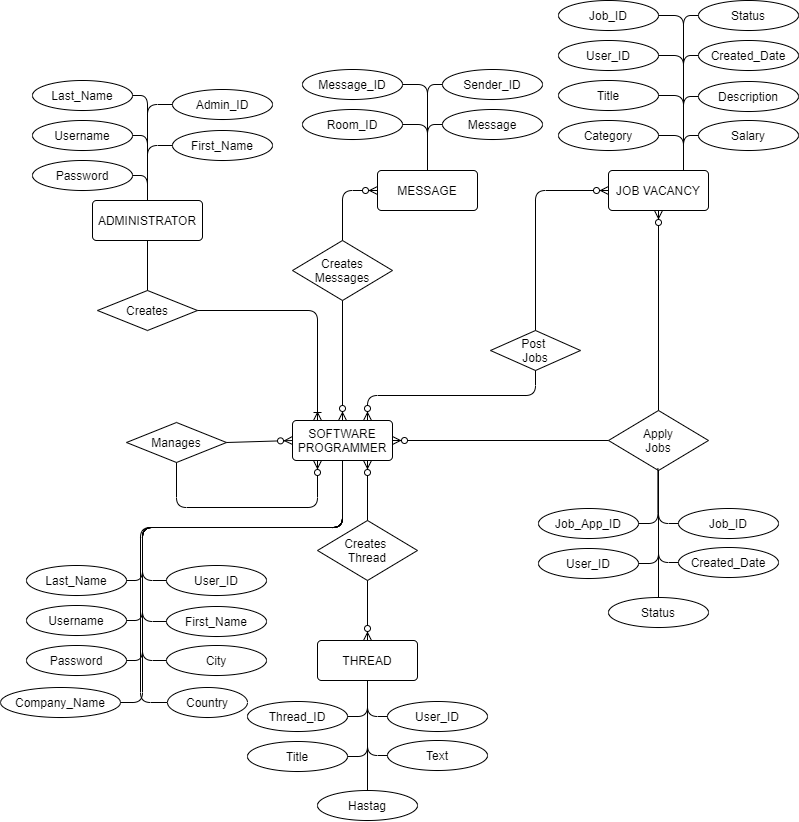 Job_ID
Status
User_ID
Created_Date
Title
Description
Category
Salary
JOB VACANCY
Message_ID
Sender_ID
Room_ID
Message
MESSAGE
Last_Name
Admin_ID
Username
First_Name
Password
ADMINISTRATOR
Creates
Creates
Messages
Post
Jobs
Manages
SOFTWARE
PROGRAMMER
Apply
Jobs
Job_App_ID
Job_ID
User_ID
Created_Date
Status
Creates
Thread
Last_Name
User_ID
Username
First_Name
Password
City
Company_Name
Country
THREAD
Thread_ID
User_ID
Title
Text
Hastag